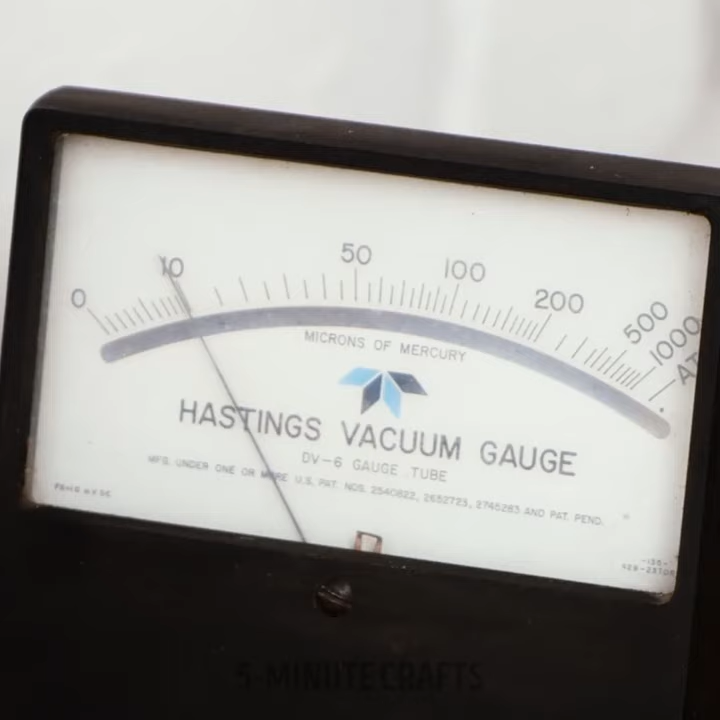 0 10 50 100 200 500 1000
MICRONS OF MERCURY
HASTINGS VACUUM GAUGE
DV-6 GAUGE TUBE
MFG. UNDER ONE OR MORE U.S. PAT. NOS. 2540822, 2652723, 2745283 AND PAT. PEND.
5-MINUTE CRAFTS